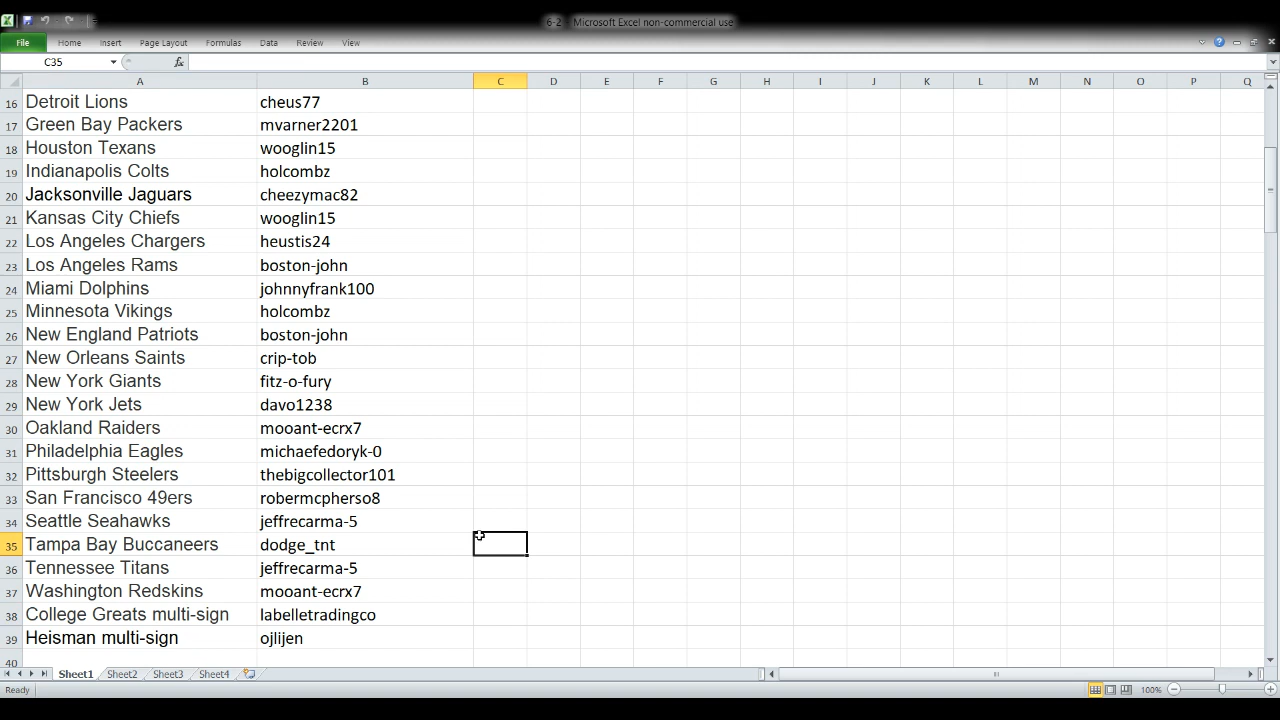 6-2 - Microsoft Excel non-commercial use
File Home Insert Page Layout Formulas Data Review View
C35 fx
A B C D E F G H I J K L M N O P Q
16 Detroit Lions cheus77
17 Green Bay Packers mvarner2201
18 Houston Texans wooglin15
19 Indianapolis Colts holcombz
20 Jacksonville Jaguars cheezymac82
21 Kansas City Chiefs wooglin15
22 Los Angeles Chargers heustis24
23 Los Angeles Rams boston-john
24 Miami Dolphins johnnyfrank100
25 Minnesota Vikings holcombz
26 New England Patriots boston-john
27 New Orleans Saints crip-tob
28 New York Giants fitz-o-fury
29 New York Jets davo1238
30 Oakland Raiders mooant-ecrx7
31 Philadelphia Eagles michaefedoryk-0
32 Pittsburgh Steelers thebigcollector101
33 San Francisco 49ers robermcpherso8
34 Seattle Seahawks jeffrecarma-5
35 Tampa Bay Buccaneers dodge_tnt
36 Tennessee Titans jeffrecarma-5
37 Washington Redskins mooant-ecrx7
38 College Greats multi-sign labelletradingco
39 Heisman multi-sign ojlijen
40
Sheet1 Sheet2 Sheet3 Sheet4
Ready 100%